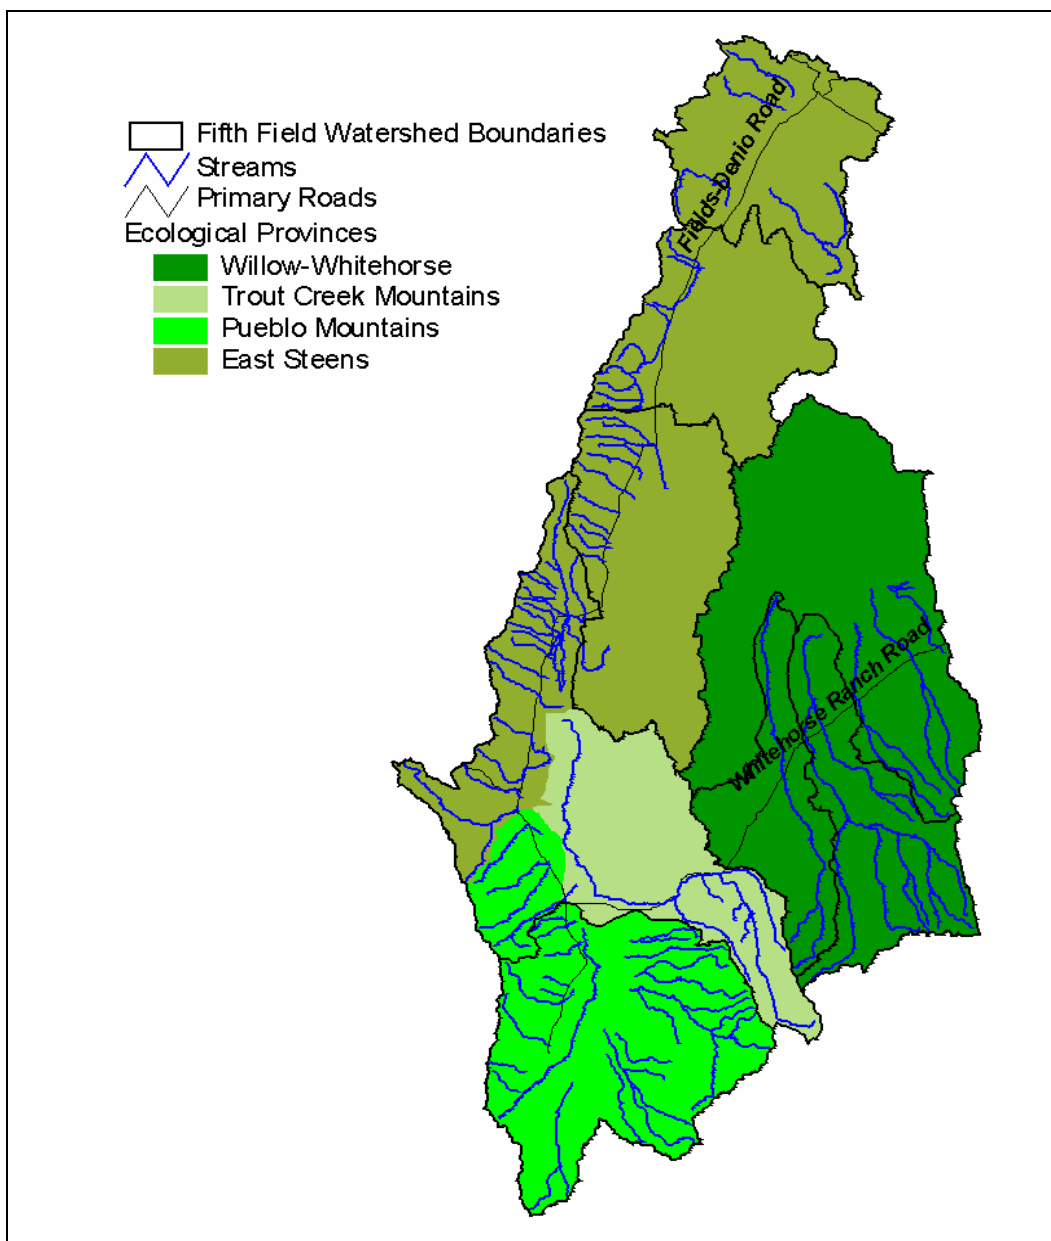 Fifth Field Watershed Boundaries
Streams
Primary Roads
Ecological Provinces
Willow-Whitehorse
Trout Creek Mountains
Pueblo Mountains
East Steens
Fields-Denio Road
Whitehorse Ranch Road